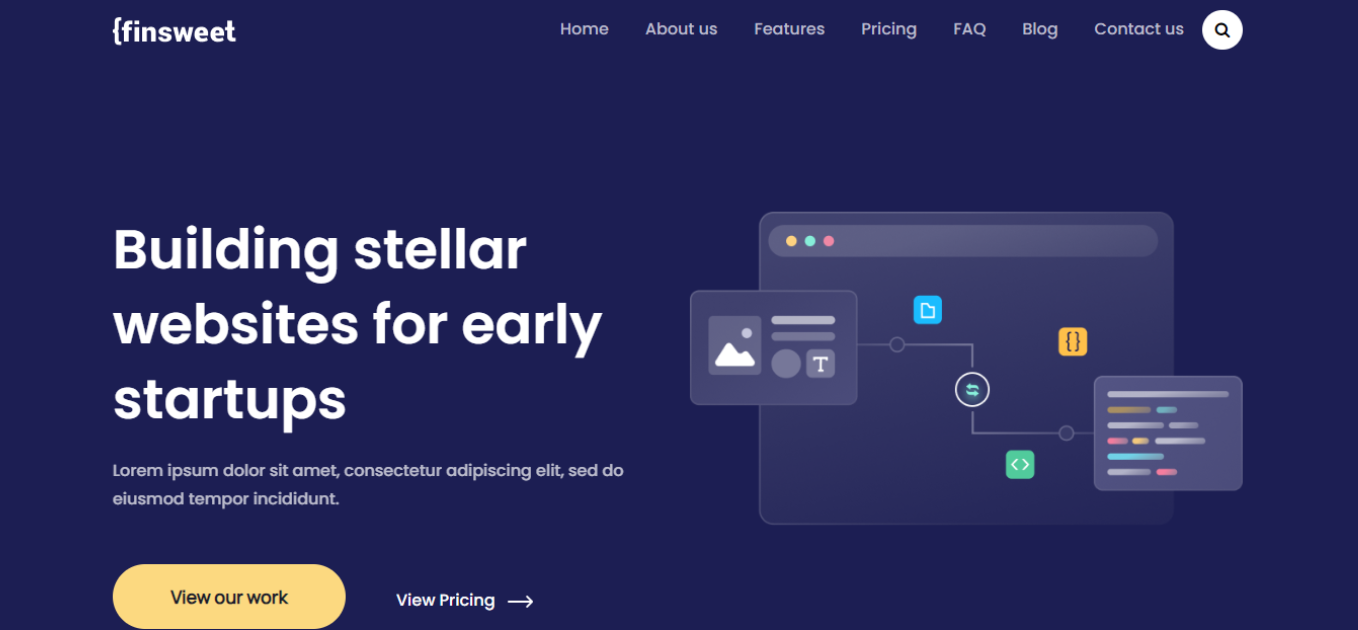 {finsweet
Home About us Features Pricing FAQ Blog Contact us
Building stellar
websites for early
startups
Lorem ipsum dolor sit amet, consectetur adipiscing elit, sed do
eiusmod tempor incididunt.
T
{}
<>
View our work
View Pricing